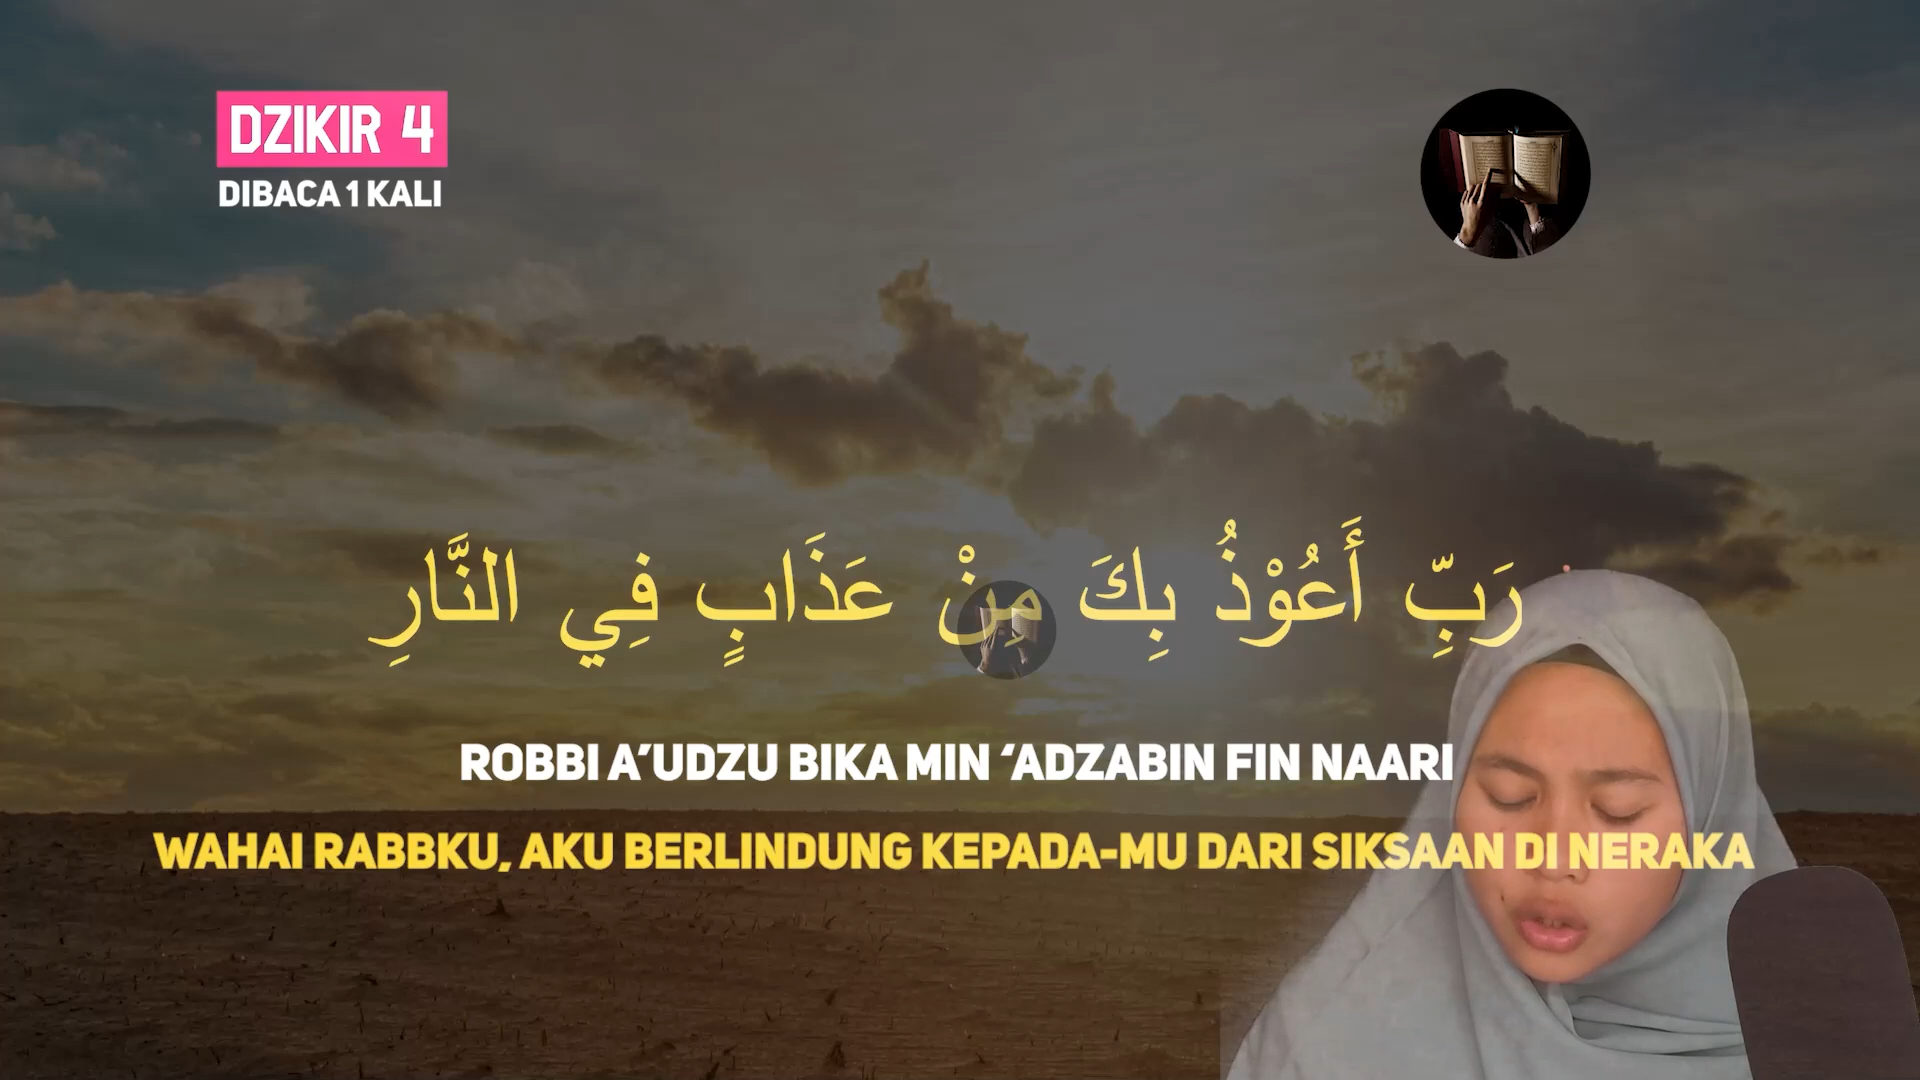 DZIKIR 4
DIBACA 1 KALI
رَبِّ أَعُوْذُ بِكَ مِنْ عَذَابٍ فِي النَّارِ
ROBBI A’UDZU BIKA MIN ‘ADZABIN FIN NAARI
WAHAI RABBKU, AKU BERLINDUNG KEPADA-MU DARI SIKSAAN DI NERAKA